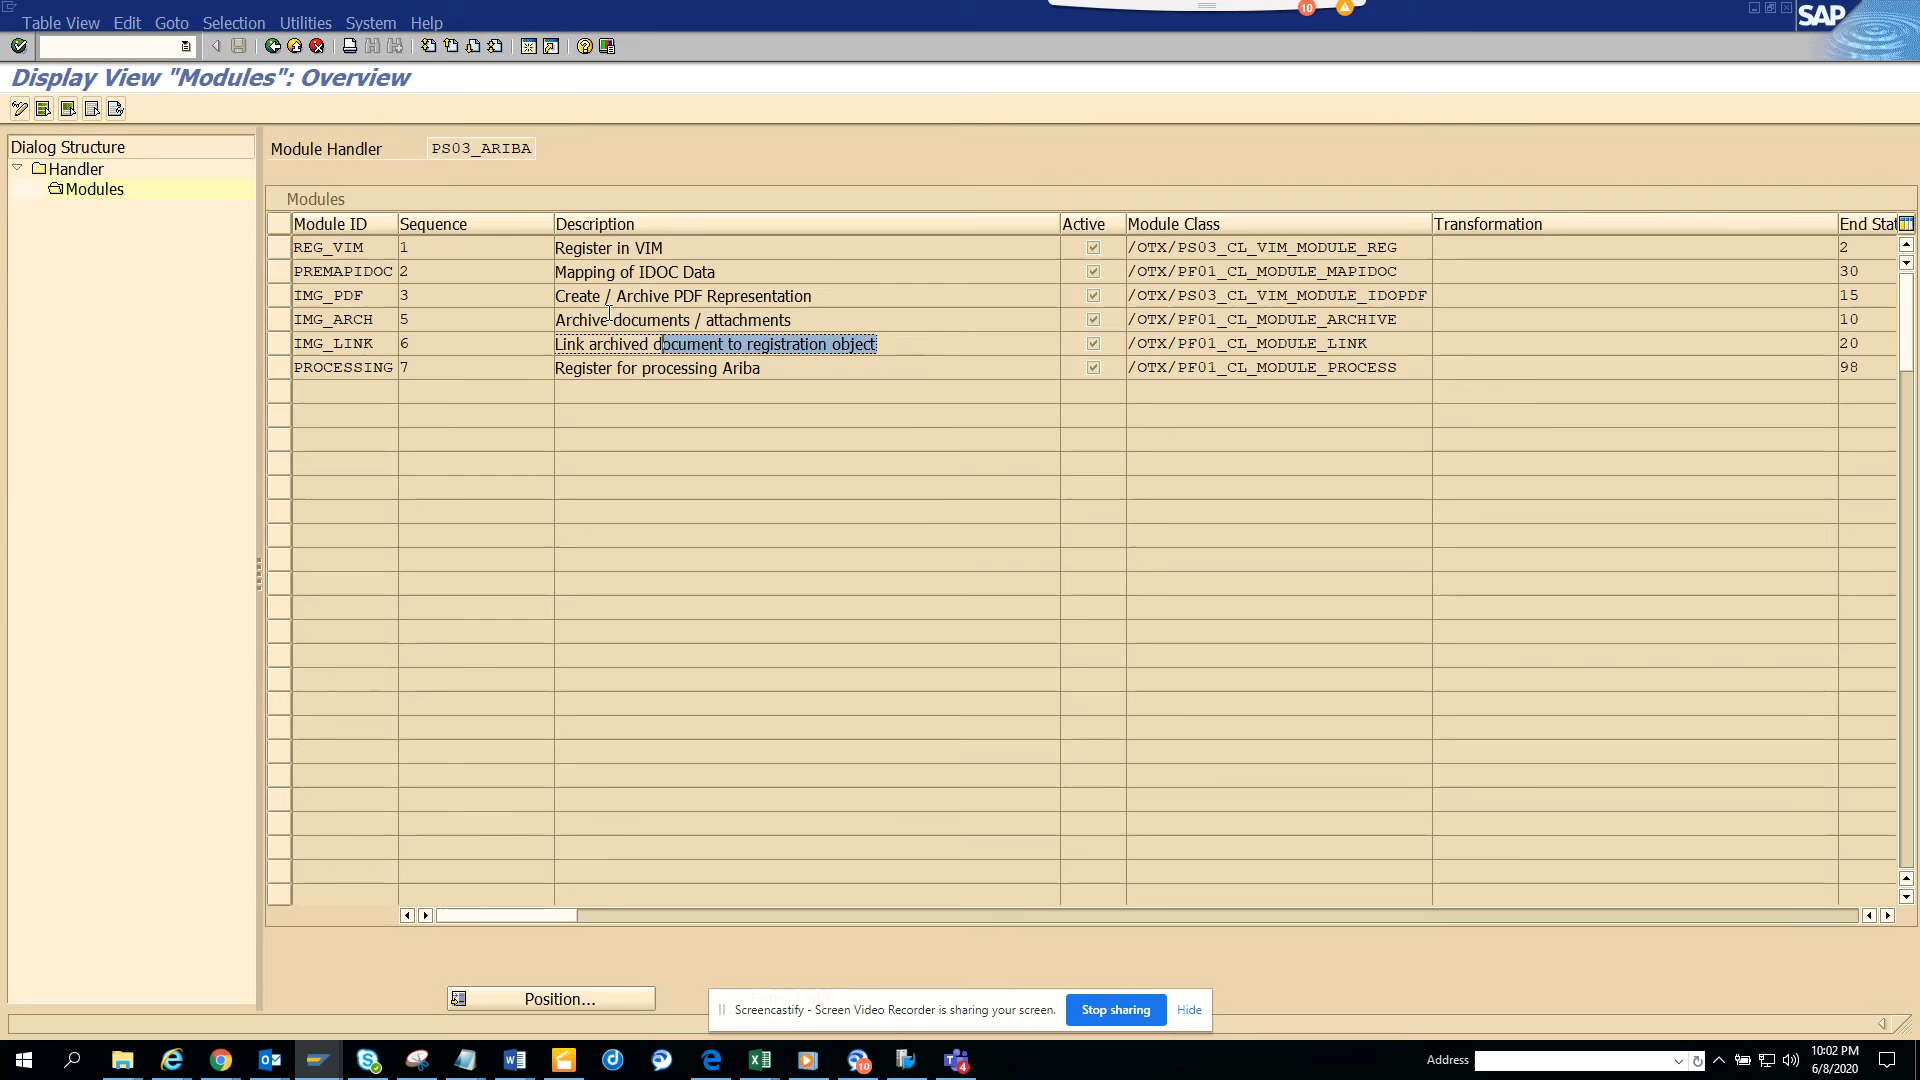 Table View Edit Goto Selection Utilities System Help
10
SAP
Display View "Modules": Overview
Dialog Structure
Handler
Modules
Module Handler PS03_ARIBA
Modules
Module ID Sequence Description Active Module Class Transformation End Stat
REG_VIM 1 Register in VIM /OTX/PS03_CL_VIM_MODULE_REG 2
PREMAPIDOC 2 Mapping of IDOC Data /OTX/PF01_CL_MODULE_MAPIDOC 30
IMG_PDF 3 Create / Archive PDF Representation /OTX/PS03_CL_VIM_MODULE_IDOPDF 15
IMG_ARCH 5 Archive documents / attachments /OTX/PF01_CL_MODULE_ARCHIVE 10
IMG_LINK 6 Link archived document to registration object /OTX/PF01_CL_MODULE_LINK 20
PROCESSING 7 Register for processing Ariba /OTX/PF01_CL_MODULE_PROCESS 98
Position...
Screencastify - Screen Video Recorder is sharing your screen. Stop sharing Hide
10
4
Address
10:02 PM
6/8/2020